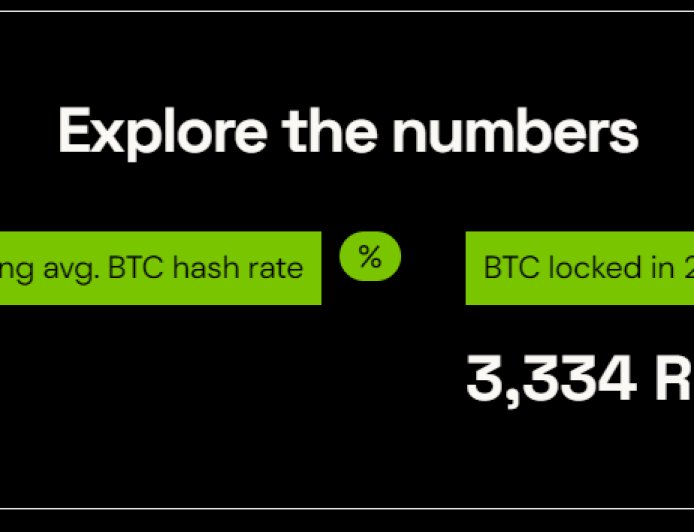 Explore the numbers
ng avg. BTC hash rate
%
BTC locked in 2
3,334 R